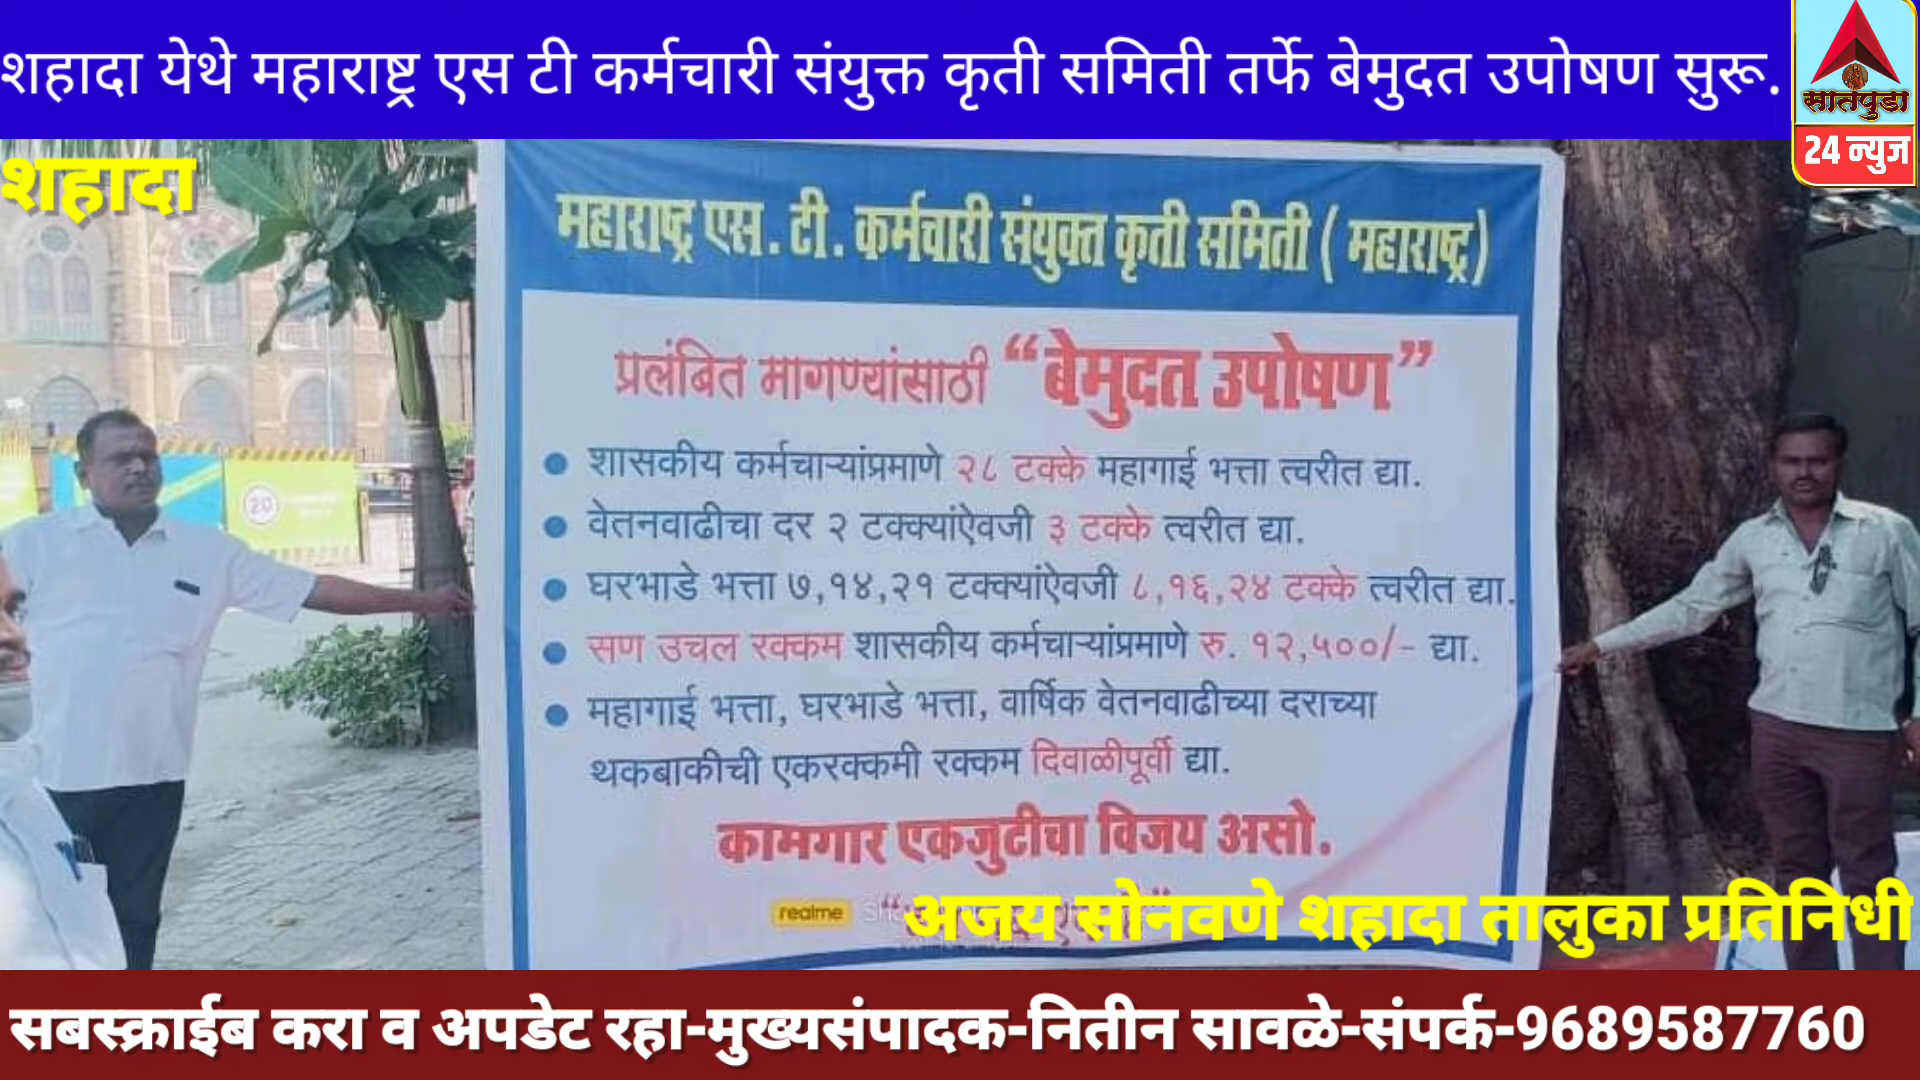 शहादा येथे महाराष्ट्र एस टी कर्मचारी संयुक्त कृती समिती तर्फे बेमुदत उपोषण सुरू.
सातपुडा
24 न्युज
शहादा
महाराष्ट्र एस. टी. कर्मचारी संयुक्त कृती समिती ( महाराष्ट्र)
प्रलंबित मागण्यांसाठी “बेमुदत उपोषण”
20
• शासकीय कर्मचाऱ्यांप्रमाणे २८ टक्के महागाई भत्ता त्वरीत द्या.
• वेतनवाढीचा दर २ टक्क्यांऐवजी ३ टक्के त्वरीत द्या.
• घरभाडे भत्ता ७,१४,२१ टक्क्यांऐवजी ८,१६,२४ टक्के त्वरीत द्या.
• सण उचल रक्कम शासकीय कर्मचाऱ्यांप्रमाणे रु. १२,५००/- द्या.
• महागाई भत्ता, घरभाडे भत्ता, वार्षिक वेतनवाढीच्या दराच्या
थकबाकीची एकरक्कमी रक्कम दिवाळीपूर्वी द्या.
कामगार एकजुटीचा विजय असो.
realme
अजय सोनवणे शहादा तालुका प्रतिनिधी
सबस्क्राईब करा व अपडेट रहा-मुख्यसंपादक-नितीन सावळे-संपर्क-9689587760